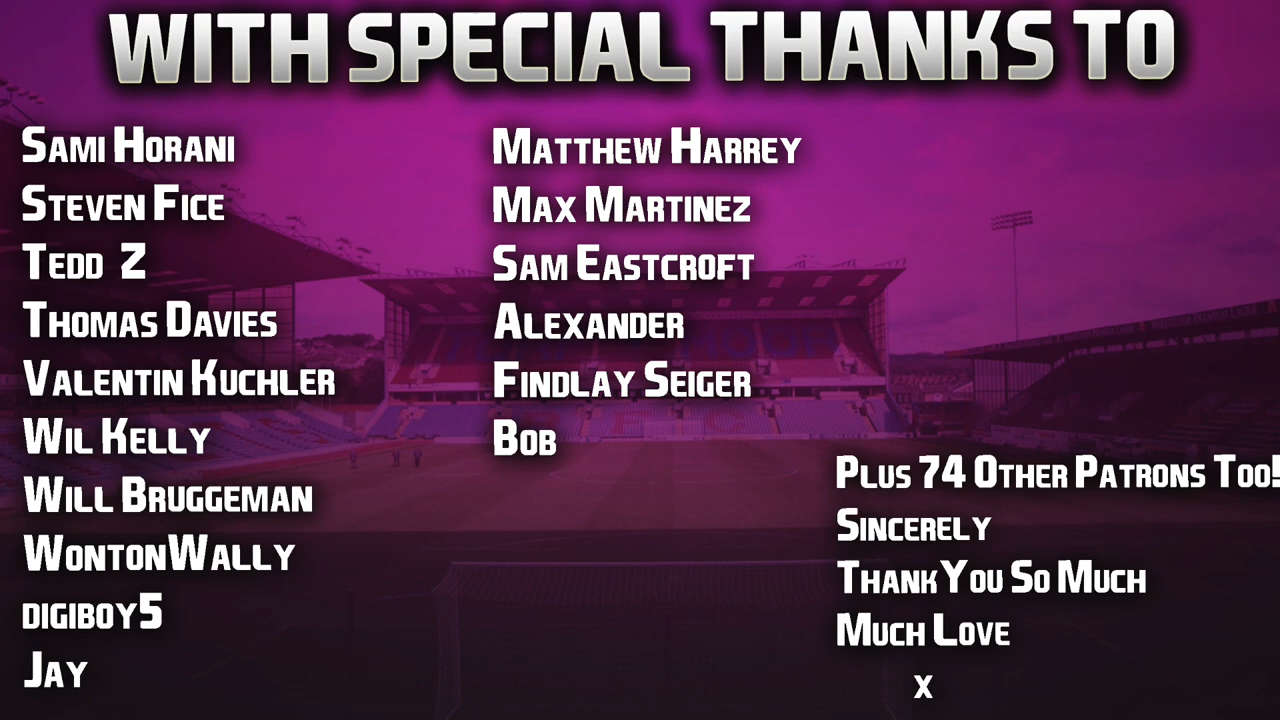 WITH SPECIAL THANKS TO
Sami Horani
Steven Fice
Tedd Z
Thomas Davies
Valentin Kuchler
Wil Kelly
Will Bruggeman
WontonWally
digiboy5
Jay
Matthew Harrey
Max Martinez
Sam Eastcroft
Alexander
Findlay Seiger
Bob
Plus 74 Other Patrons Too!
Sincerely
Thank You So Much
Much Love
x